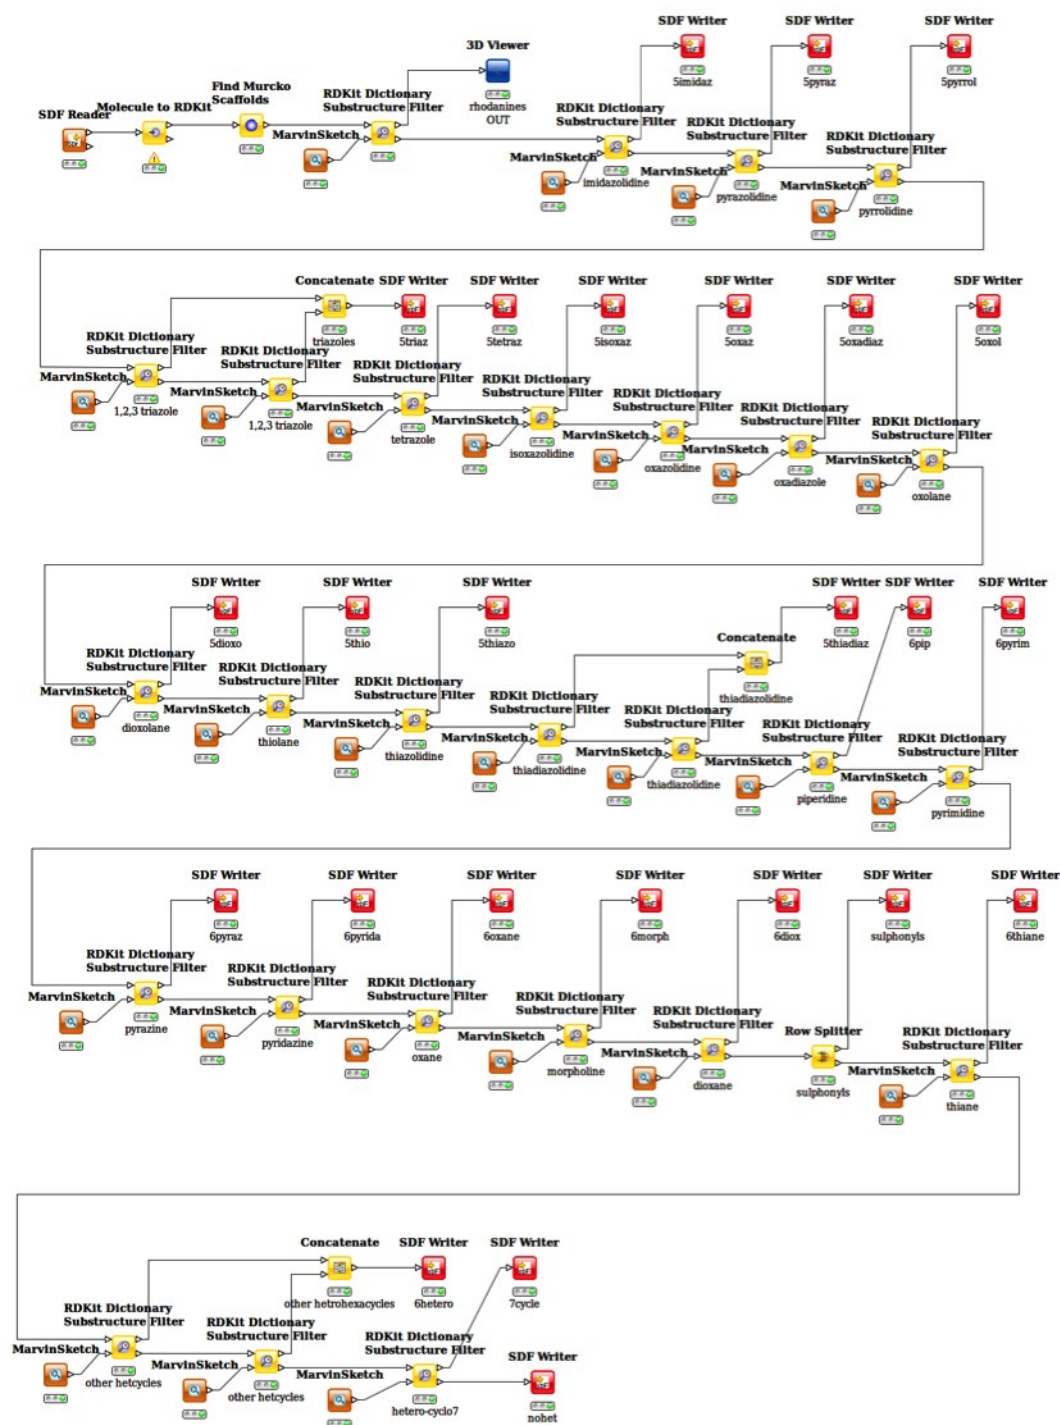 SDF Writer
SDF Writer
SDF Writer
3D Viewer
5imidaz
5pyraz
5pyrrol
Find Murcko
Scaffolds
RDKit Dictionary
Substructure Filter
rhodanines
OUT
SDF Reader
Molecule to RDKit
MarvinSketch
RDKit Dictionary
Substructure Filter
RDKit Dictionary
Substructure Filter
RDKit Dictionary
Substructure Filter
MarvinSketch
imidazolidine
MarvinSketch
pyrazolidine
MarvinSketch
pyrrolidine
Concatenate
SDF Writer
SDF Writer
SDF Writer
SDF Writer
SDF Writer
SDF Writer
triazoles
5triaz
5tetraz
5isoxaz
5oxaz
5oxadiaz
5oxol
RDKit Dictionary
Substructure Filter
RDKit Dictionary
Substructure Filter
RDKit Dictionary
Substructure Filter
RDKit Dictionary
Substructure Filter
RDKit Dictionary
Substructure Filter
RDKit Dictionary
Substructure Filter
RDKit Dictionary
Substructure Filter
MarvinSketch
1,2,3 triazole
MarvinSketch
1,2,3 triazole
MarvinSketch
tetrazole
MarvinSketch
isoxazolidine
MarvinSketch
oxazolidine
MarvinSketch
oxadiazole
MarvinSketch
oxolane
SDF Writer
SDF Writer
SDF Writer
SDF Writer
SDF Writer
SDF Writer
5dioxo
5thio
5thiazo
Concatenate
5thiadiaz
6pip
6pyrim
thiadiazolidine
RDKit Dictionary
Substructure Filter
RDKit Dictionary
Substructure Filter
RDKit Dictionary
Substructure Filter
RDKit Dictionary
Substructure Filter
RDKit Dictionary
Substructure Filter
RDKit Dictionary
Substructure Filter
RDKit Dictionary
Substructure Filter
MarvinSketch
dioxolane
MarvinSketch
thiolane
MarvinSketch
thiazolidine
MarvinSketch
thiadiazolidine
MarvinSketch
thiadiazolidine
MarvinSketch
piperidine
MarvinSketch
pyrimidine
SDF Writer
SDF Writer
SDF Writer
SDF Writer
SDF Writer
SDF Writer
SDF Writer
6pyraz
6pyrida
6oxane
6morph
6diox
sulphonyls
6thiane
RDKit Dictionary
Substructure Filter
RDKit Dictionary
Substructure Filter
RDKit Dictionary
Substructure Filter
RDKit Dictionary
Substructure Filter
RDKit Dictionary
Substructure Filter
Row Splitter
RDKit Dictionary
Substructure Filter
MarvinSketch
pyrazine
MarvinSketch
pyridazine
MarvinSketch
oxane
MarvinSketch
morpholine
MarvinSketch
dioxane
sulphonyls
MarvinSketch
thiane
Concatenate
SDF Writer
SDF Writer
other hetrohexacycles
6hetero
7cycle
RDKit Dictionary
Substructure Filter
RDKit Dictionary
Substructure Filter
RDKit Dictionary
Substructure Filter
MarvinSketch
other hetcycles
MarvinSketch
other hetcycles
MarvinSketch
hetero-cyclo7
SDF Writer
nohet